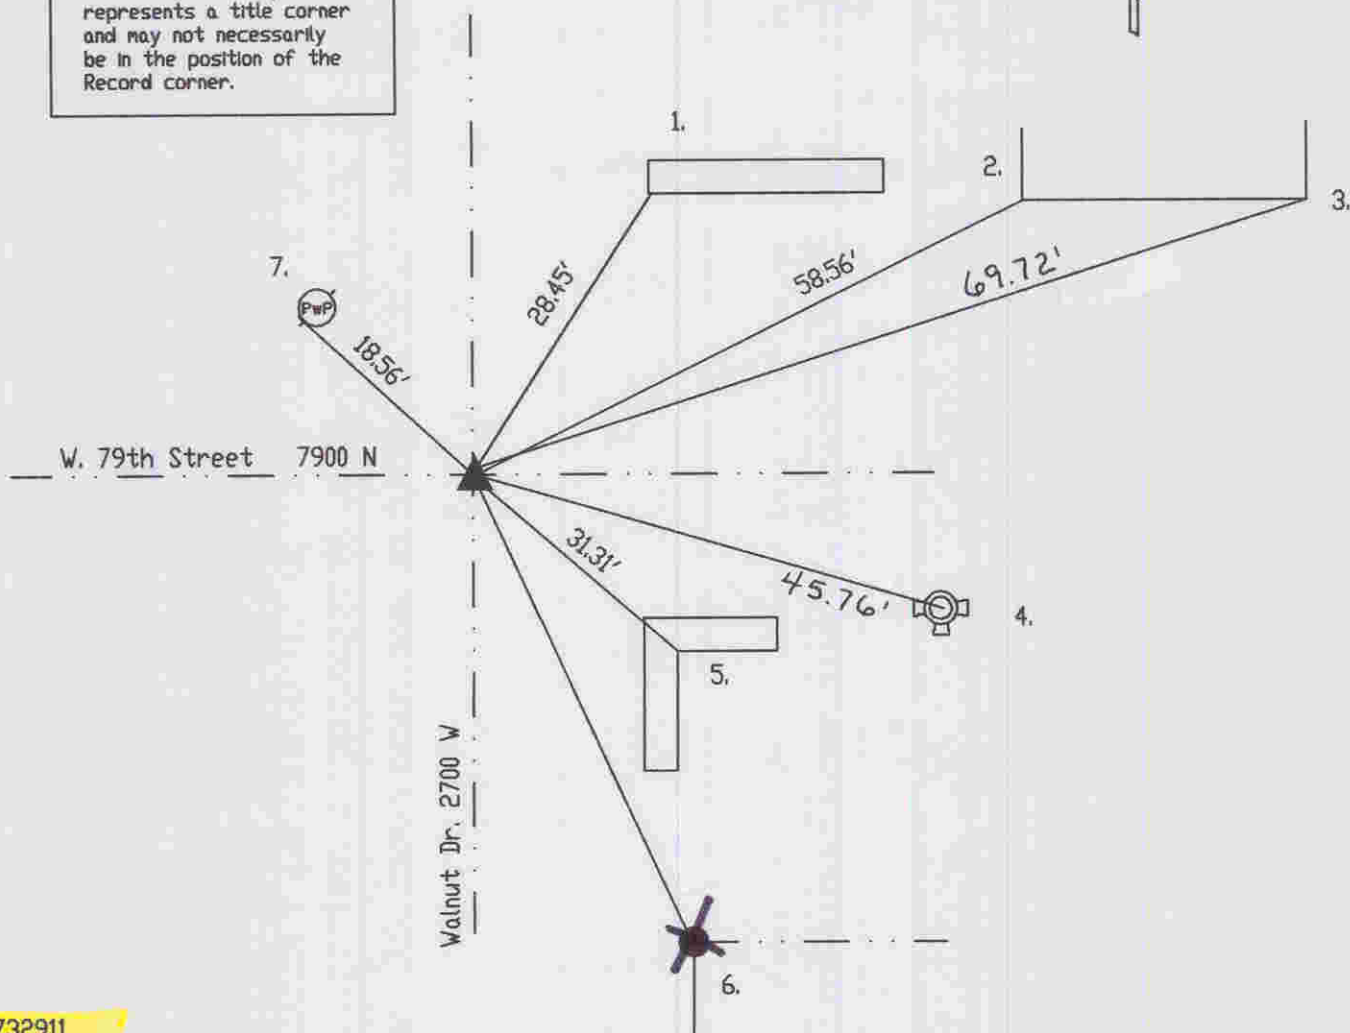 represents a title corner
and may not necessarily
be in the position of the
Record corner.
1.
2.
3.
7.
PwP
28.45'
58.56'
69.72'
18.56'
W. 79th Street 7900 N
31.31'
45.76'
4.
5.
Walnut Dr. 2700 W
6.
732911